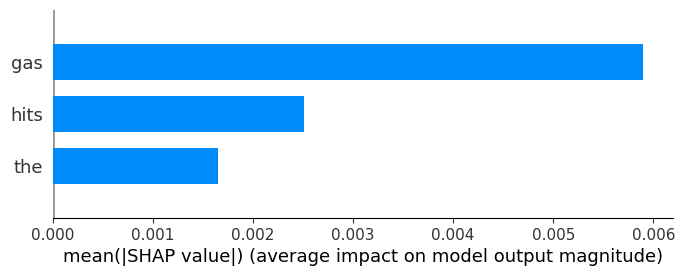 gas
hits
the
0.000 0.001 0.002 0.003 0.004 0.005 0.006
mean(|SHAP value|) (average impact on model output magnitude)